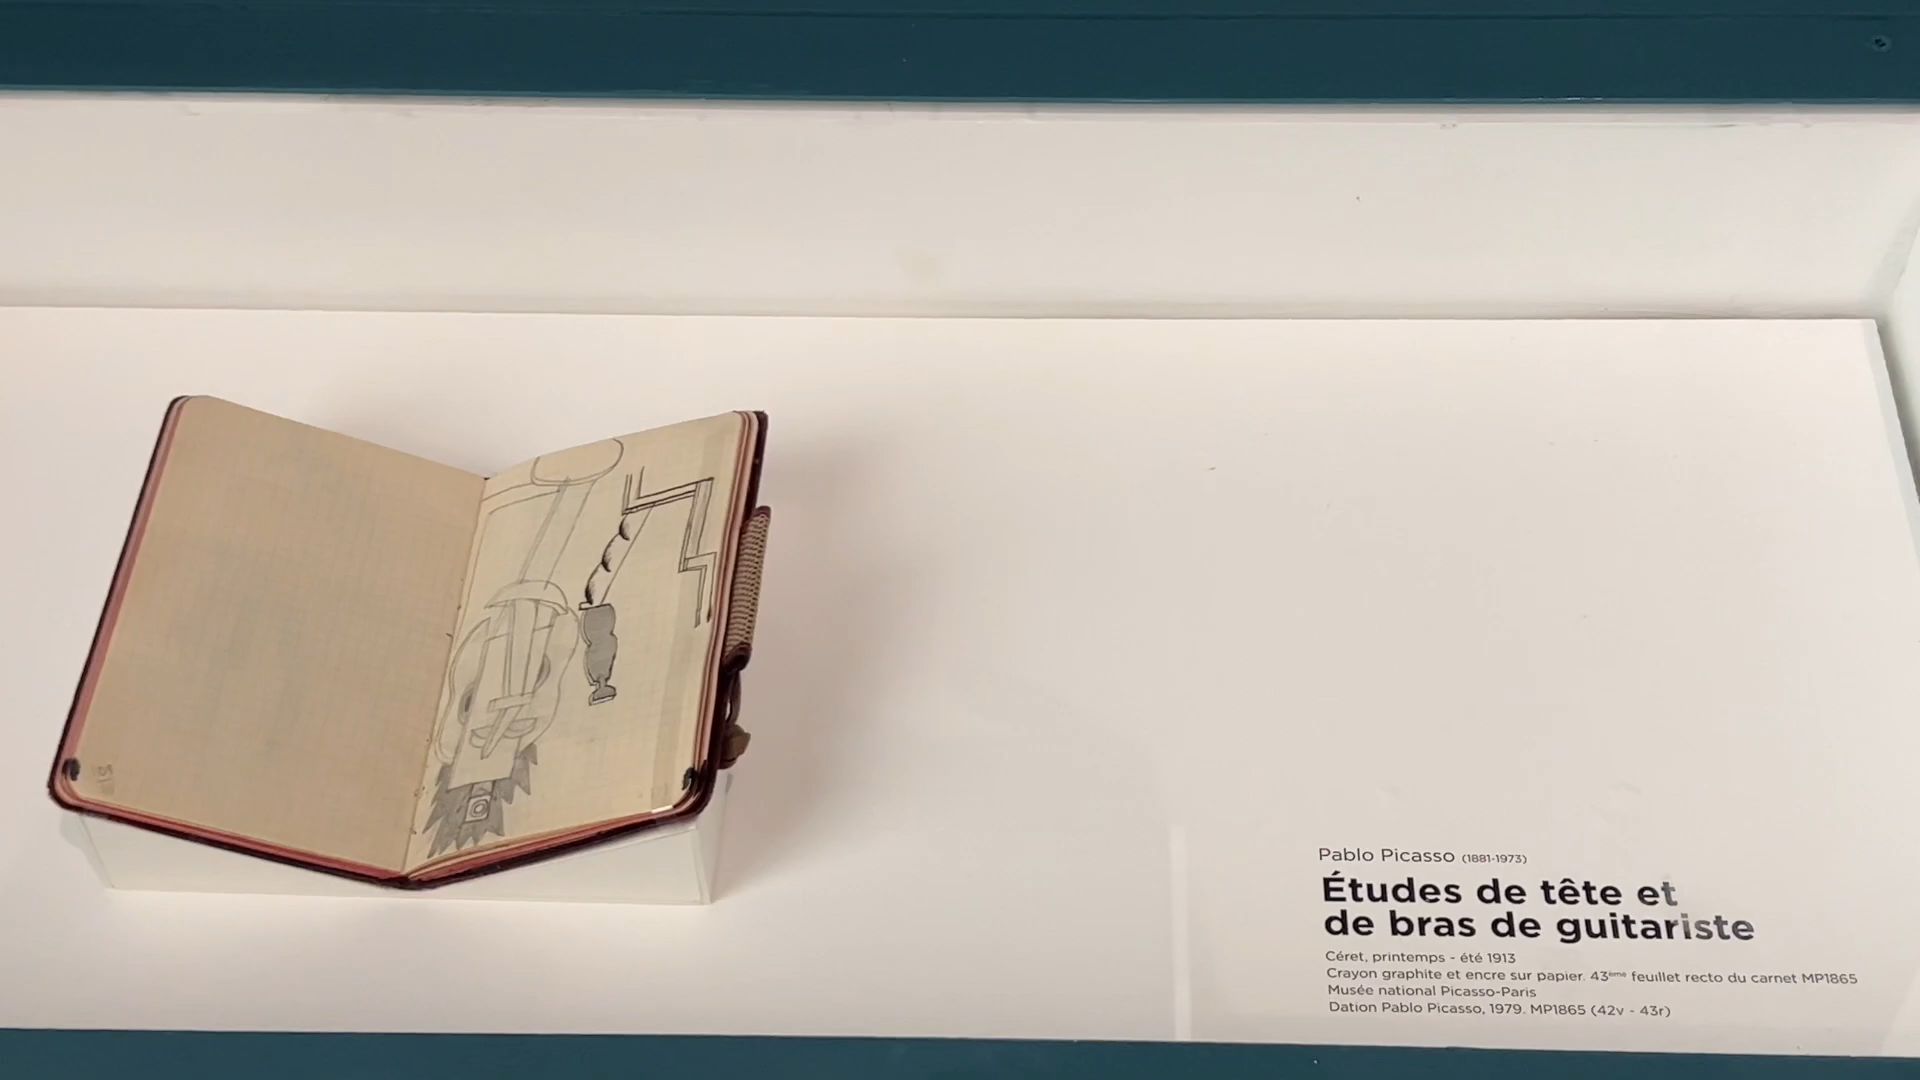 Pablo Picasso (1881-1973)
Études de tête et
de bras de guitariste
Céret, printemps - été 1913
Crayon graphite et encre sur papier. 43ème feuillet recto du carnet MP1865
Musée national Picasso-Paris
Dation Pablo Picasso, 1979. MP1865 (42v - 43r)